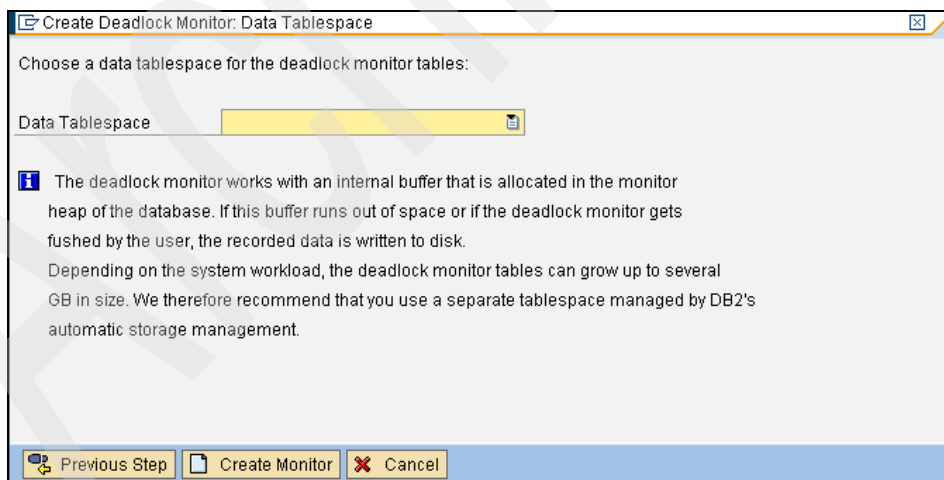 Create Deadlock Monitor: Data Tablespace
Choose a data tablespace for the deadlock monitor tables:
Data Tablespace
The deadlock monitor works with an internal buffer that is allocated in the monitor
heap of the database. If this buffer runs out of space or if the deadlock monitor gets
fushed by the user, the recorded data is written to disk.
Depending on the system workload, the deadlock monitor tables can grow up to several
GB in size. We therefore recommend that you use a separate tablespace managed by DB2's
automatic storage management.
Previous Step Create Monitor Cancel